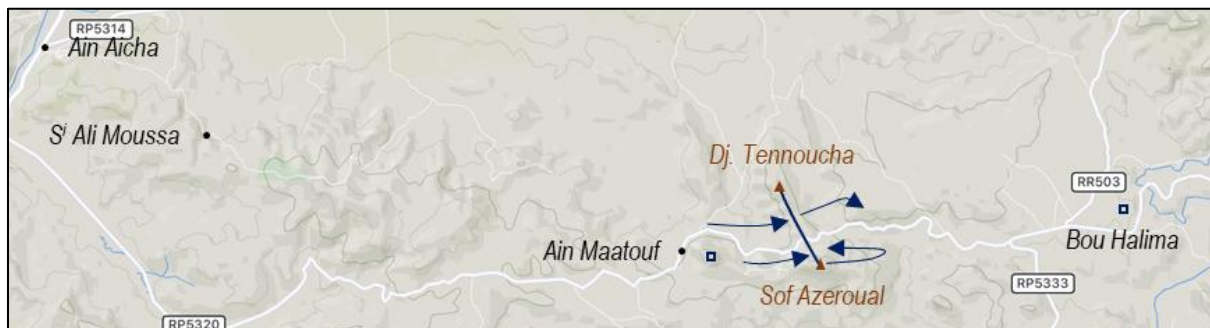 RP5314
Ain Aicha
Sⁱ Ali Moussa
Dj. Tennoucha
RR503
Ain Maatouf
Bou Halima
RP5333
Sof Azeroual
RP5320